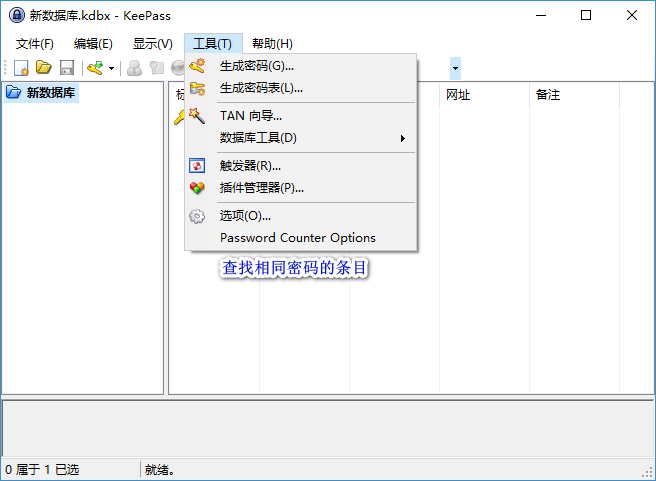 新数据库.kdbx - KeePass
文件(F) 编辑(E) 显示(V) 工具(T) 帮助(H)
生成密码(G)...
生成密码表(L)...
TAN 向导...
数据库工具(D)
触发器(R)...
插件管理器(P)...
选项(O)...
Password Counter Options
新数据库
网址 备注
查找相同密码的条目
0 属于 1 已选 就绪。